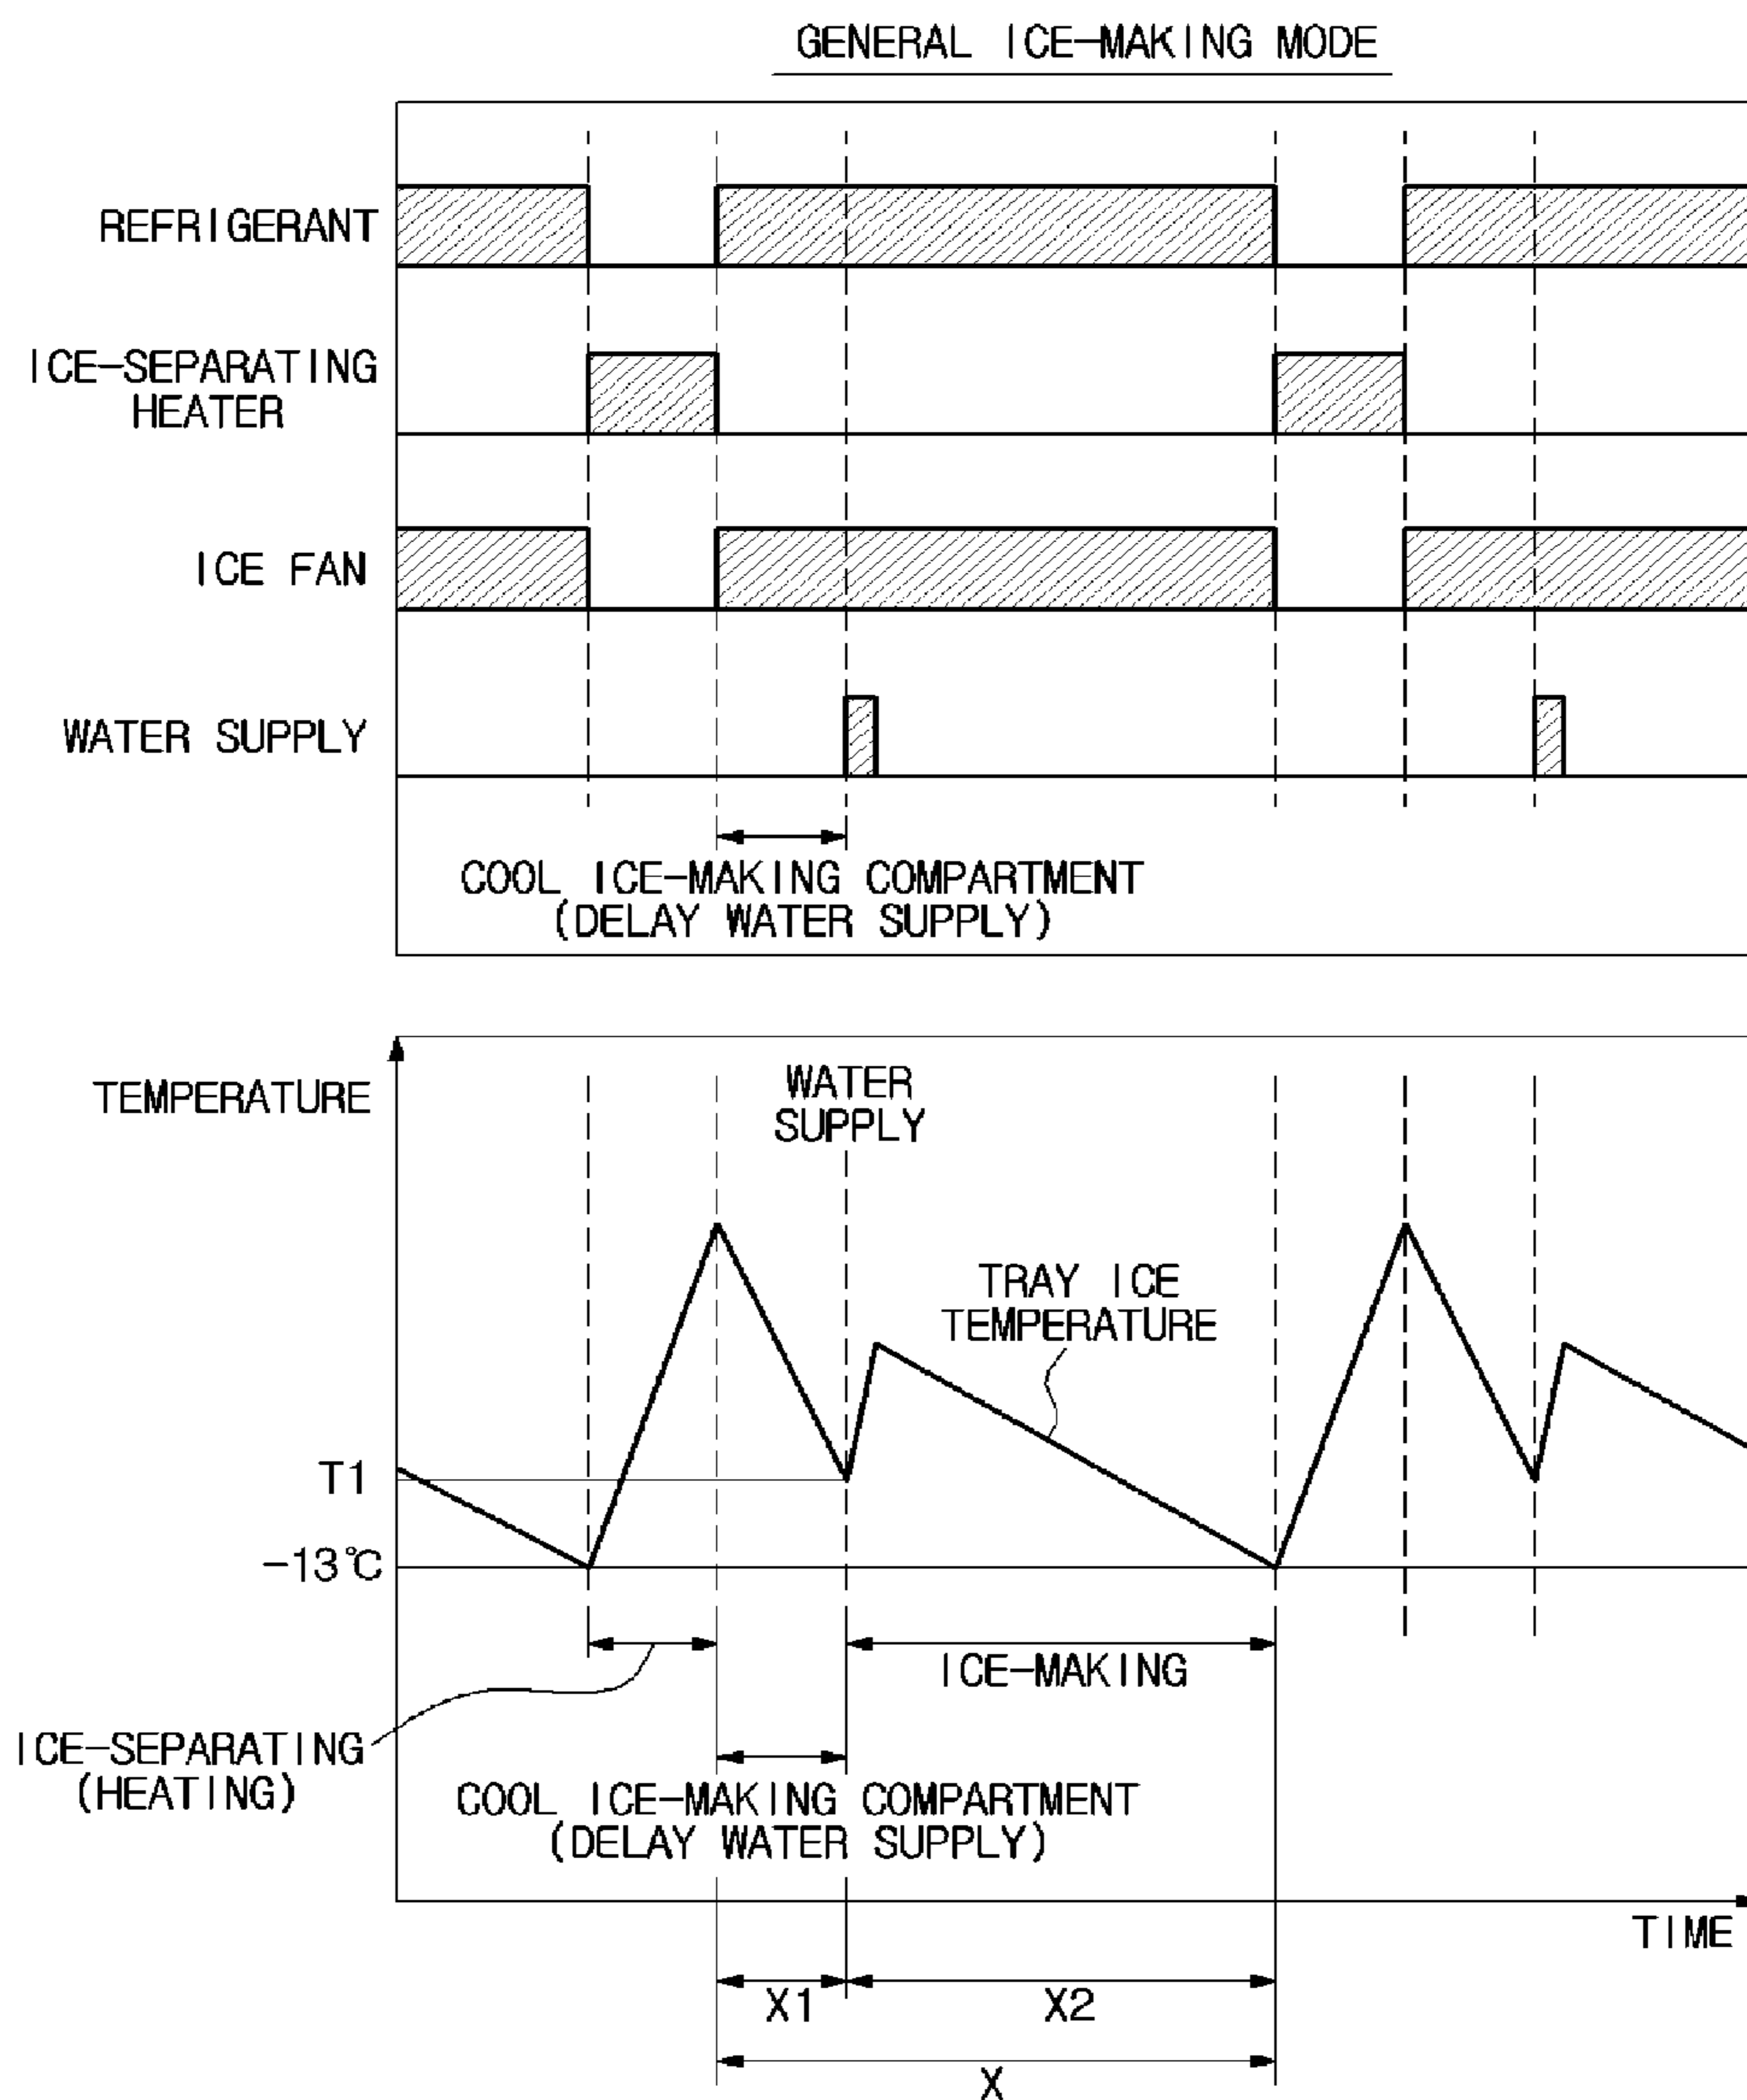 GENERAL ICE-MAKING MODE
REFRIGERANT
ICE-SEPARATING
HEATER
ICE FAN
WATER SUPPLY
COOL ICE-MAKING COMPARTMENT
(DELAY WATER SUPPLY)
TEMPERATURE
WATER
SUPPLY
TRAY ICE
TEMPERATURE
T1
-13℃
ICE-MAKING
ICE-SEPARATING
(HEATING)
COOL ICE-MAKING COMPARTMENT
(DELAY WATER SUPPLY)
TIME
X1
X2
X